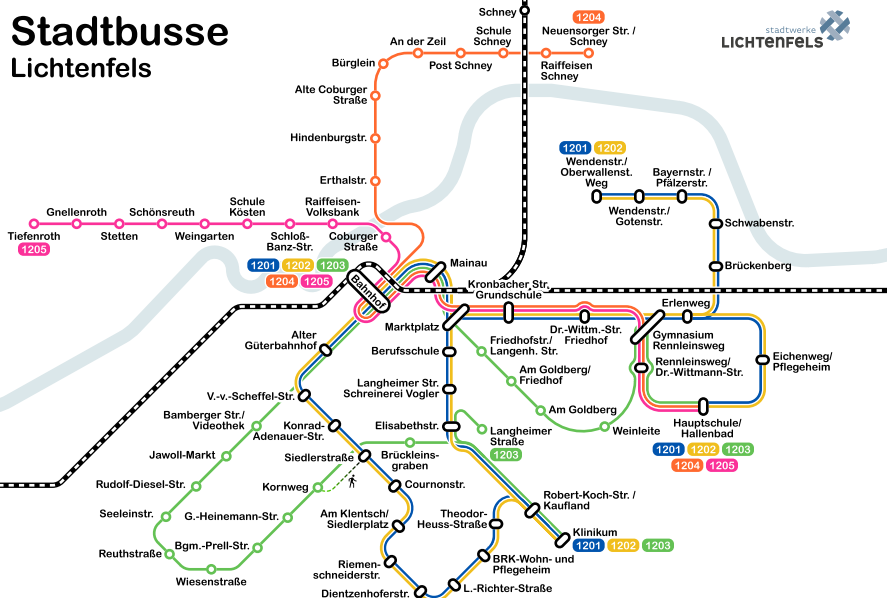 Stadtbusse
Lichtenfels
stadtwerke
LICHTENFELS
Schney
1204
Neuensorger Str. /
Schney
Schule
Schney
An der Zeil
Post Schney
Raiffeisen
Schney
Bürglein
Alte Coburger
Straße
Hindenburgstr.
Erthalstr.
1201 1202
Wendenstr./
Oberwallenst.
Weg
Bayernstr. /
Pfälzerstr.
Wendenstr./
Gotenstr.
Schwabenstr.
Brückenberg
Gnellenroth
Schönsreuth
Schule
Kösten
Raiffeisen-
Volksbank
Tiefenroth
1205
Stetten
Weingarten
Schloß-
Banz-Str.
Coburger
Straße
1201 1202 1203
1204 1205
Bahnhof
Mainau
Kronbacher Str.
Grundschule
Erlenweg
Marktplatz
Dr.-Wittm.-Str.
Friedhof
Gymnasium
Rennleinsweg
Alter
Güterbahnhof
Berufsschule
Friedhofstr./
Langenh. Str.
Rennleinsweg/
Dr.-Wittmann-Str.
Eichenweg/
Pflegeheim
Am Goldberg/
Friedhof
Langheimer Str.
Schreinerei Vogler
V.-v.-Scheffel-Str.
Am Goldberg
Bamberger Str./
Videothek
Konrad-
Adenauer-Str.
Elisabethstr.
Langheimer
Straße
1203
Weinleite
Hauptschule/
Hallenbad
1201 1202 1203
1204 1205
Jawoll-Markt
Siedlerstraße
Brückleins-
graben
Rudolf-Diesel-Str.
Kornweg
Cournonstr.
Robert-Koch-Str. /
Kaufland
Seeleinstr.
G.-Heinemann-Str.
Am Klentsch/
Siedlerplatz
Theodor-
Heuss-Straße
Klinikum
1201 1202 1203
Reuthstraße
Bgm.-Prell-Str.
Riemen-
schneiderstr.
BRK-Wohn- und
Pflegeheim
Wiesenstraße
Dientzenhoferstr.
L.-Richter-Straße